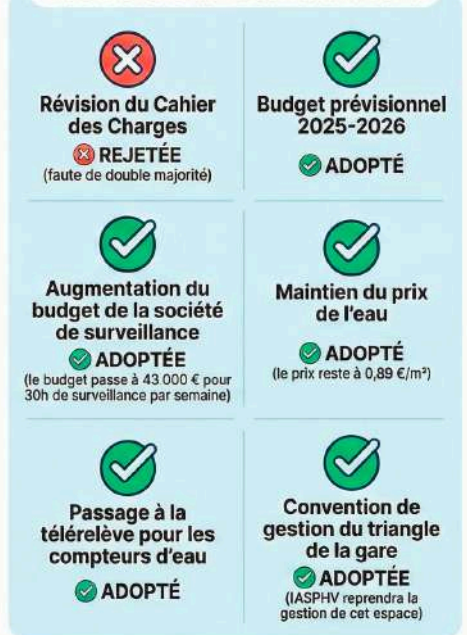 Révision du Cahier
des Charges
REJETÉE
(faute de double majorité)
Budget prévisionnel
2025-2026
ADOPTÉ
Augmentation du
budget de la société
de surveillance
ADOPTÉE
(le budget passe à 43 000 € pour
30h de surveillance par semaine)
Maintien du prix
de l'eau
ADOPTÉ
(le prix reste à 0,89 €/m²)
Passage à la
télérelève pour les
compteurs d'eau
ADOPTÉ
Convention de
gestion du triangle
de la gare
ADOPTÉE
(IASPHV reprendra la
gestion de cet espace)